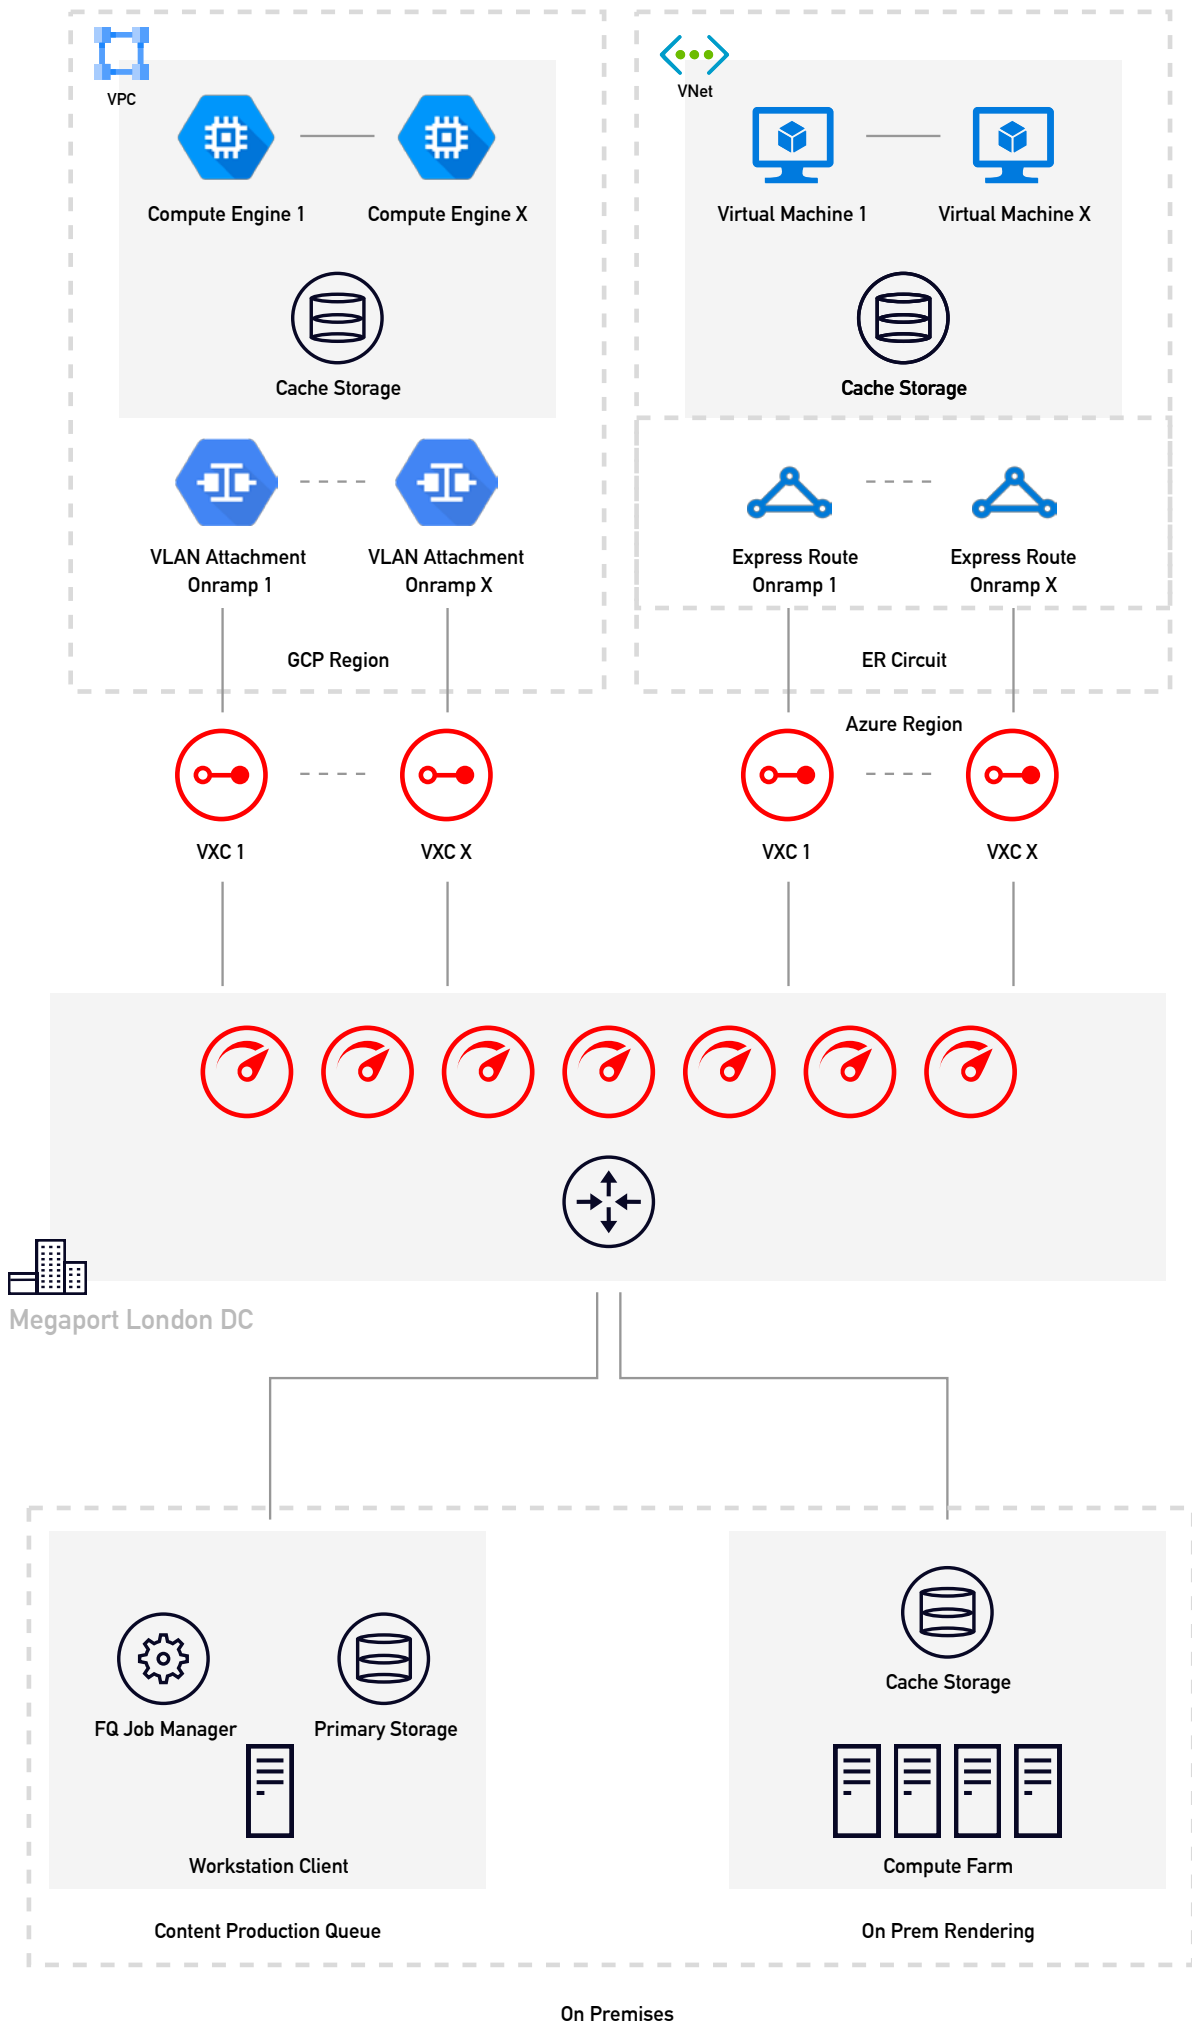 VPC
VNet
Compute Engine 1
Compute Engine X
Virtual Machine 1
Virtual Machine X
Cache Storage
Cache Storage
VLAN Attachment
Onramp 1
VLAN Attachment
Onramp X
Express Route
Onramp 1
Express Route
Onramp X
GCP Region
ER Circuit
Azure Region
VXC 1
VXC X
VXC 1
VXC X
Megaport London DC
FQ Job Manager
Primary Storage
Workstation Client
Content Production Queue
Cache Storage
Compute Farm
On Prem Rendering
On Premises